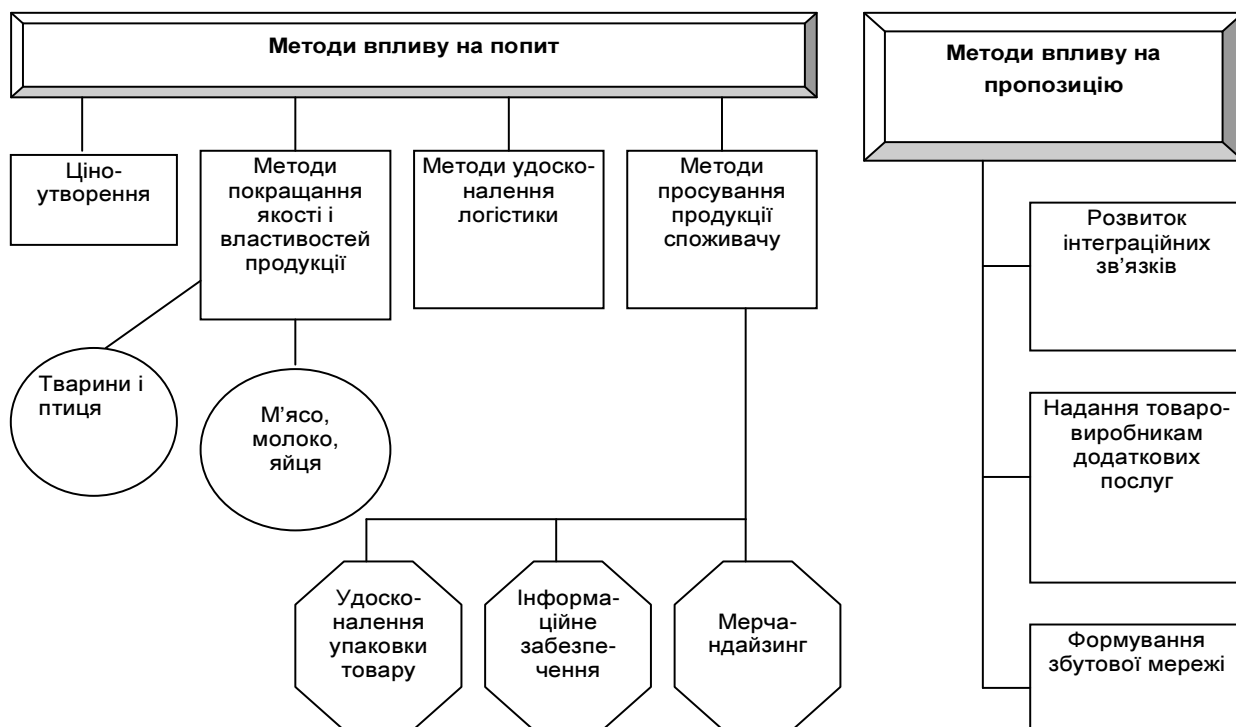 Методи впливу на попит
Методи впливу на
пропозицію
Ціно-
утворення
Методи
покращання
якості і
властивостей
продукції
Методи удоско-
налення
логістики
Методи
просування
продукції
споживачу
Тварини і
птиця
М’ясо,
молоко,
яйця
Удоско-
налення
упаковки
товару
Інформа-
ційне
забезпе-
чення
Мерча-
ндайзинг
Розвиток
інтеграційних
зв’язків
Надання товаро-
виробникам
додаткових
послуг
Формування
збутової мережі